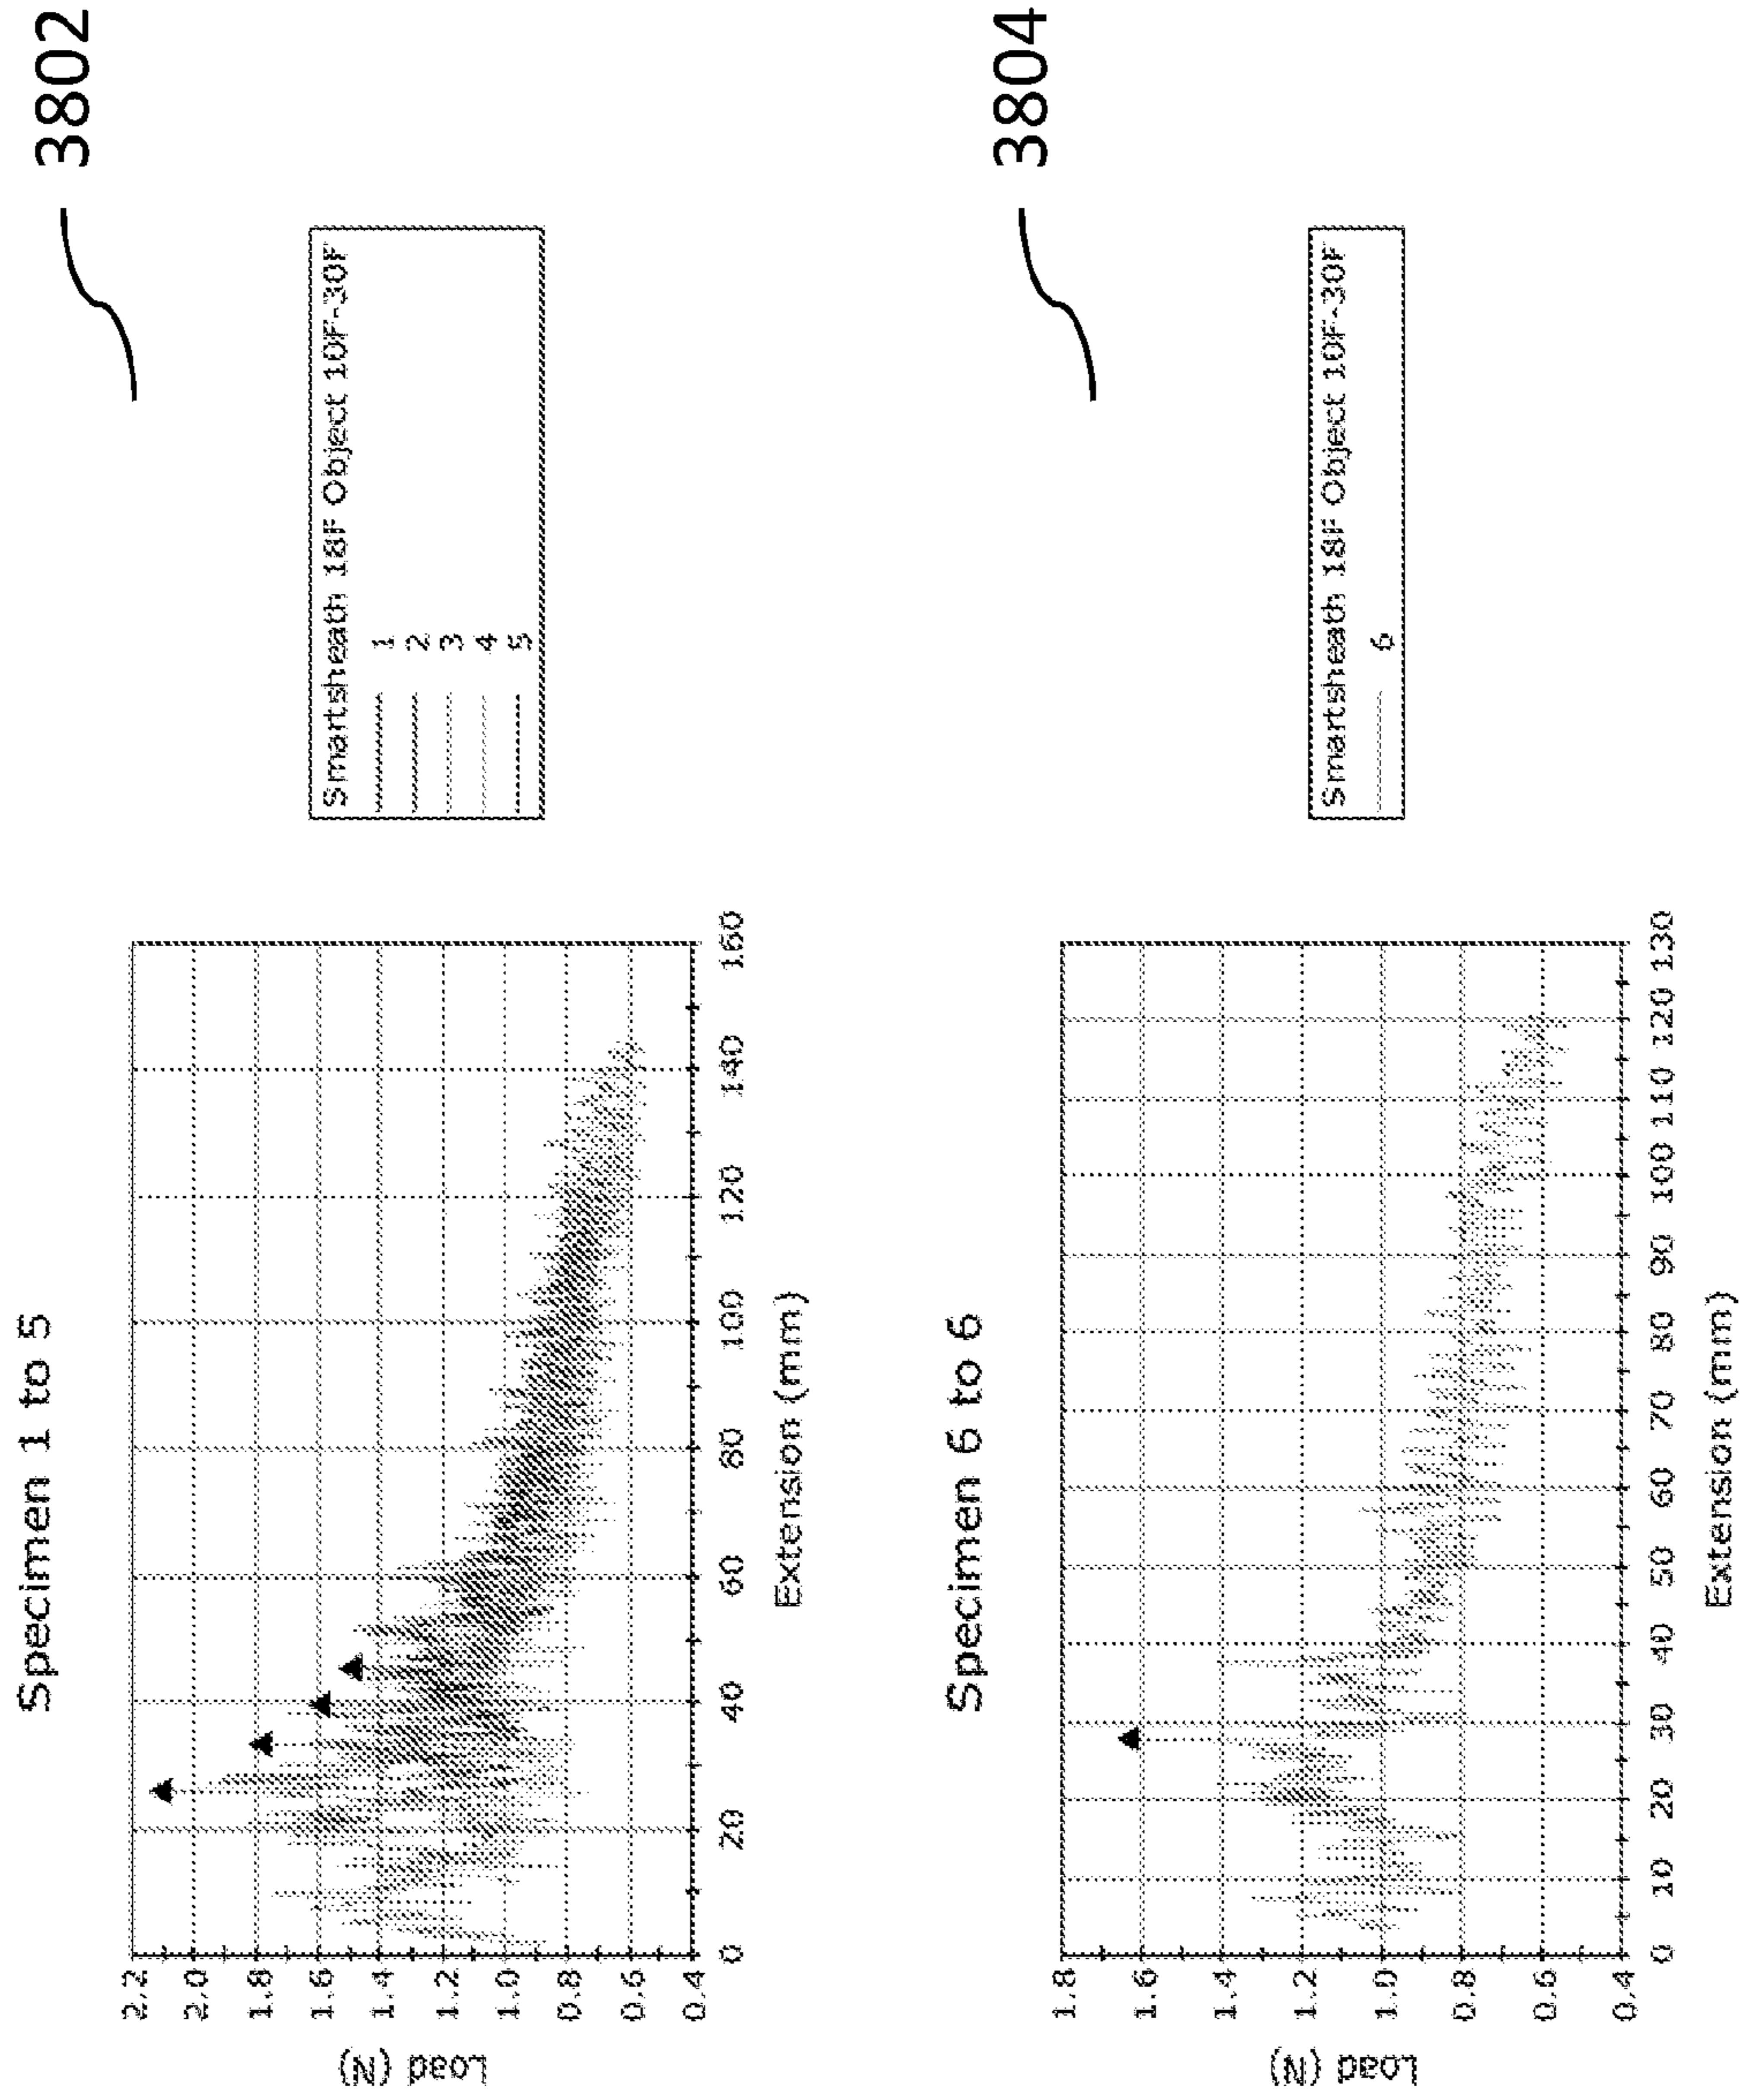 3802
Specimen 1 to 5
Load (N)
2.2
2.0
1.8
1.6
1.4
1.2
1.0
0.8
0.6
0.4
0 20 40 60 80 100 120 140 160
Extension (mm)
Smartsheath 18F Object 10F-30F
1
2
3
4
5
3804
Specimen 6 to 6
Load (N)
1.8
1.6
1.4
1.2
1.0
0.8
0.6
0.4
0 10 20 30 40 50 60 70 80 90 100 110 120 130
Extension (mm)
Smartsheath 18F Object 10F-30F
6